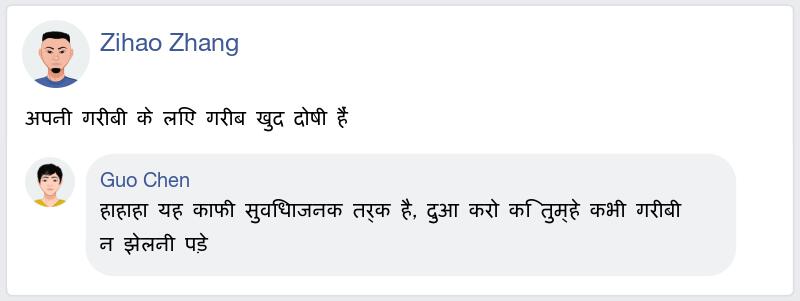 Zihao Zhang
अपनी गरीबी के लिए गरीब खुद दोषी हैं
Guo Chen
हाहाहा यह काफी सुविधाजनक तर्क है, दुआ करो कि तुम्हे कभी गरीबी
न झेलनी पड़े